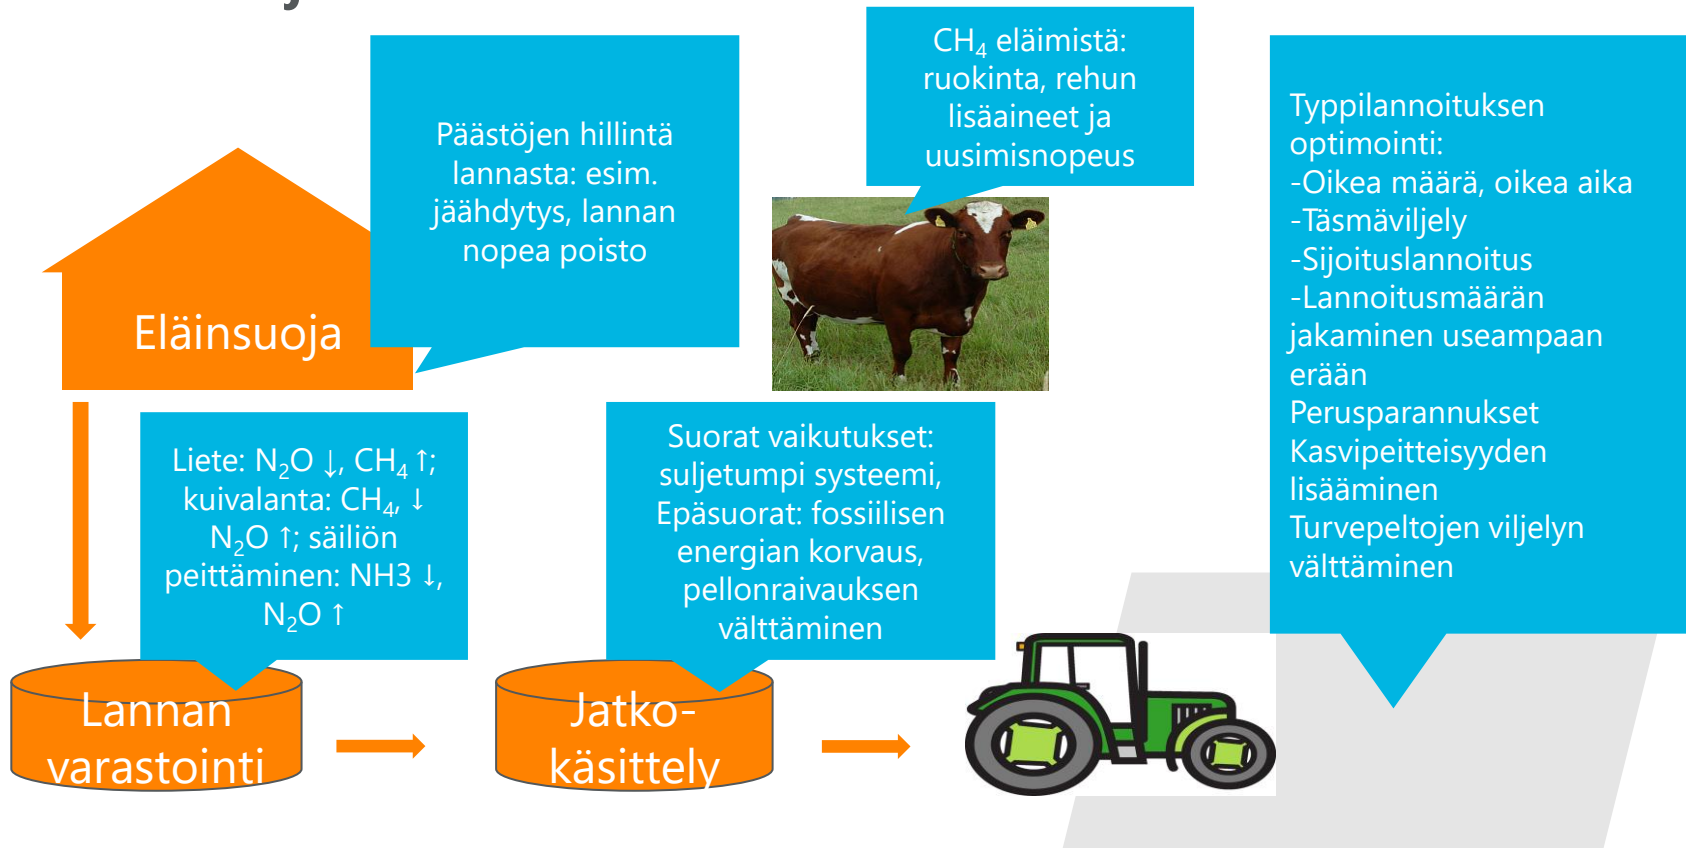 Päästöjen hillintä
lannasta: esim.
jäähdytys, lannan
nopea poisto
CH₄ eläimistä:
ruokinta, rehun
lisäaineet ja
uusimisnopeus
Typpilannoituksen
optimointi:
-Oikea määrä, oikea aika
-Täsmäviljely
-Sijoituslannoitus
-Lannoitusmäärän
jakaminen useampaan
erään
Perusparannukset
Kasvipeitteisyyden
lisääminen
Turvepeltojen viljelyn
välttäminen
Eläinsuoja
Liete: N₂O ↓, CH₄ ↑;
kuivalanta: CH₄, ↓
N₂O ↑; säiliön
peittäminen: NH3 ↓,
N₂O ↑
Suorat vaikutukset:
suljetumpi systeemi,
Epäsuorat: fossiilisen
energian korvaus,
pellonraivauksen
välttäminen
Lannan
varastointi
Jatko-
käsittely